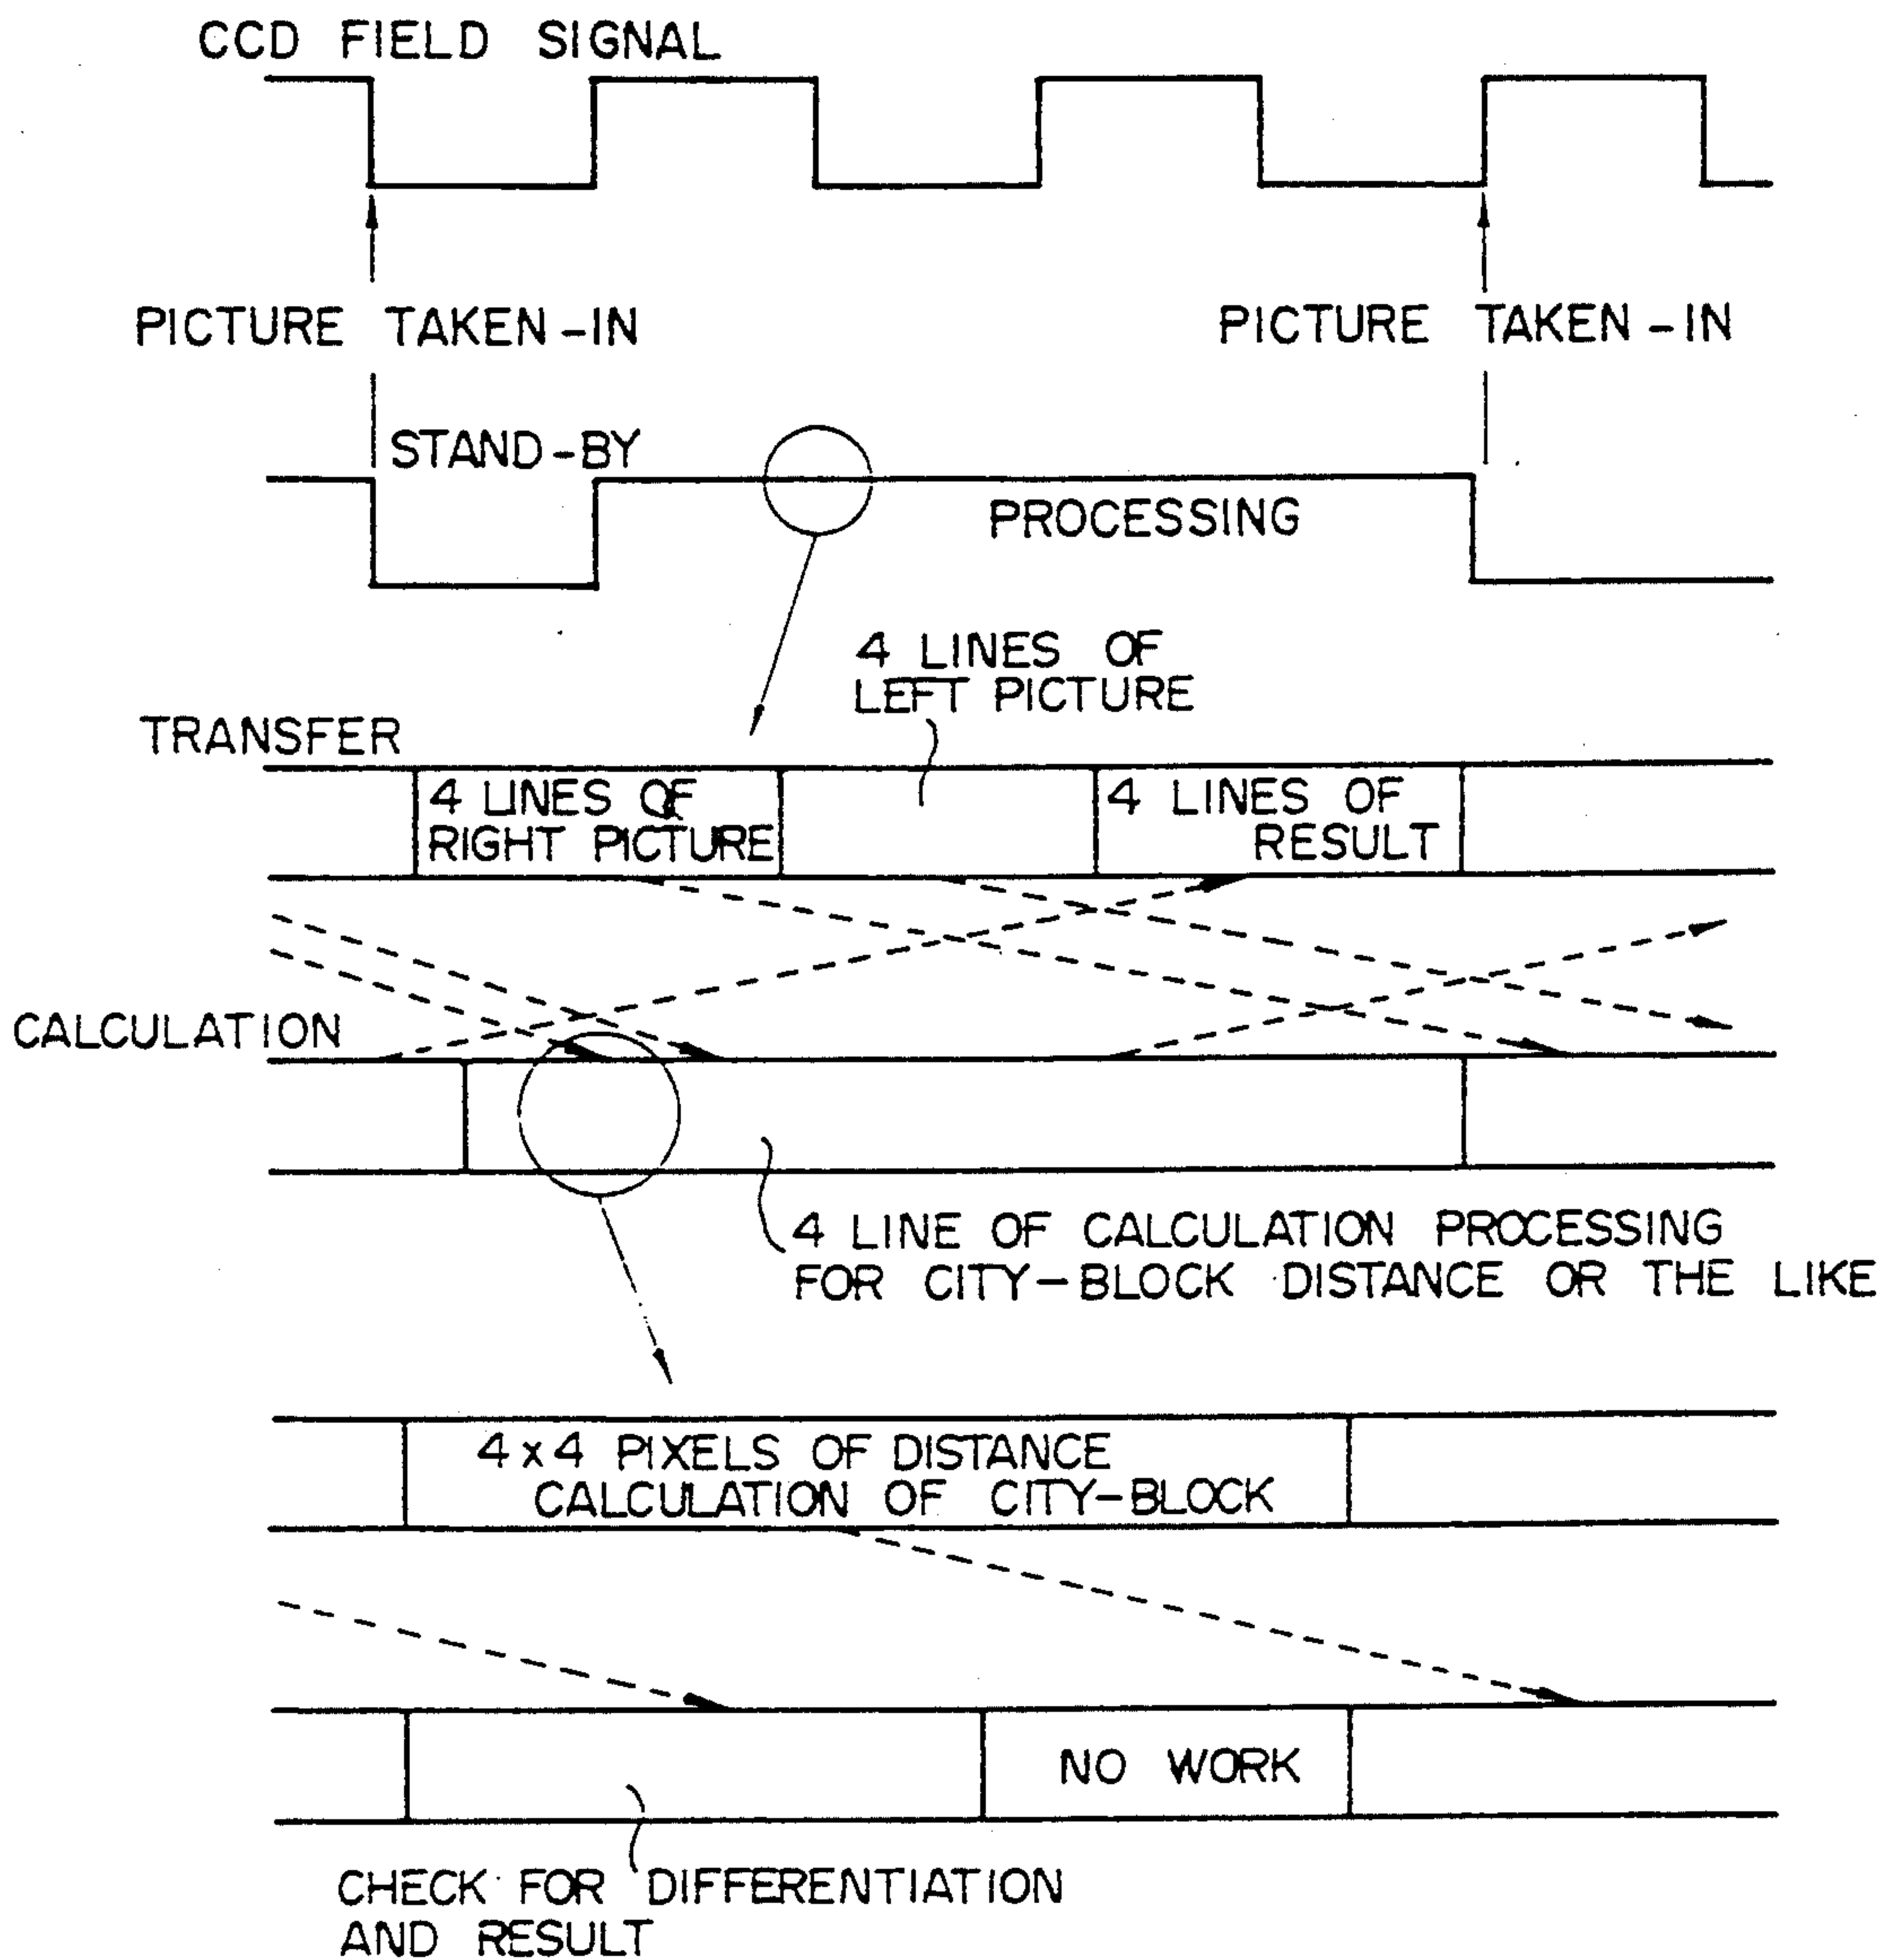 CCD FIELD SIGNAL
PICTURE TAKEN-IN
PICTURE TAKEN-IN
STAND-BY
PROCESSING
4 LINES OF
LEFT PICTURE
TRANSFER
4 LINES OF
RIGHT PICTURE
4 LINES OF
RESULT
CALCULATION
4 LINE OF CALCULATION PROCESSING
FOR CITY-BLOCK DISTANCE OR THE LIKE
4x4 PIXELS OF DISTANCE
CALCULATION OF CITY-BLOCK
NO WORK
CHECK FOR DIFFERENTIATION
AND RESULT